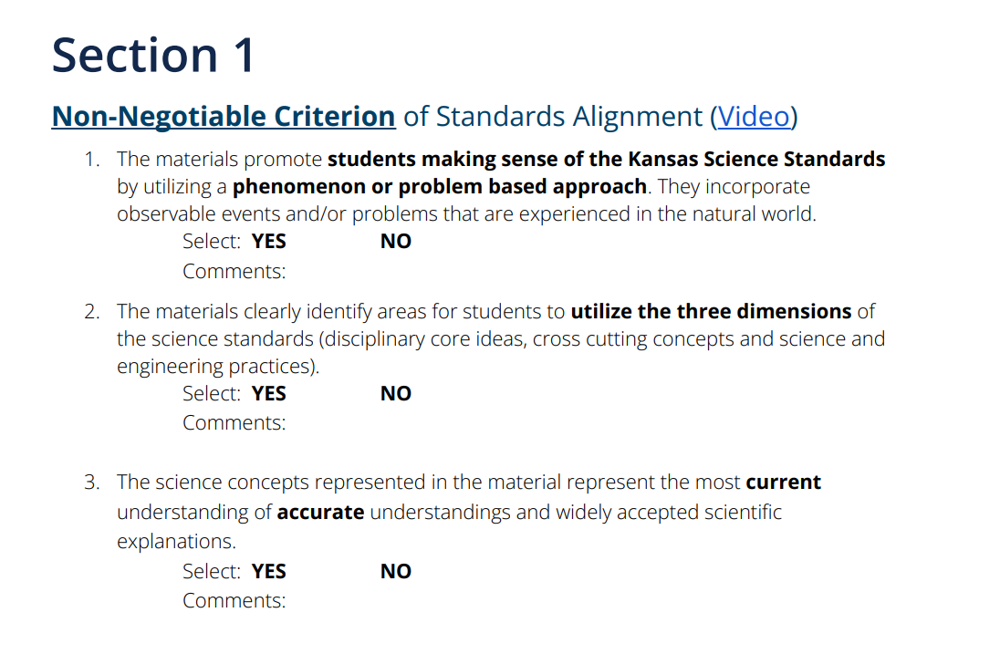 Section 1
Non-Negotiable Criterion of Standards Alignment (Video)
1. The materials promote students making sense of the Kansas Science Standards
by utilizing a phenomenon or problem based approach. They incorporate
observable events and/or problems that are experienced in the natural world.
Select: YES NO
Comments:
2. The materials clearly identify areas for students to utilize the three dimensions of
the science standards (disciplinary core ideas, cross cutting concepts and science and
engineering practices).
Select: YES NO
Comments:
3. The science concepts represented in the material represent the most current
understanding of accurate understandings and widely accepted scientific
explanations.
Select: YES NO
Comments: